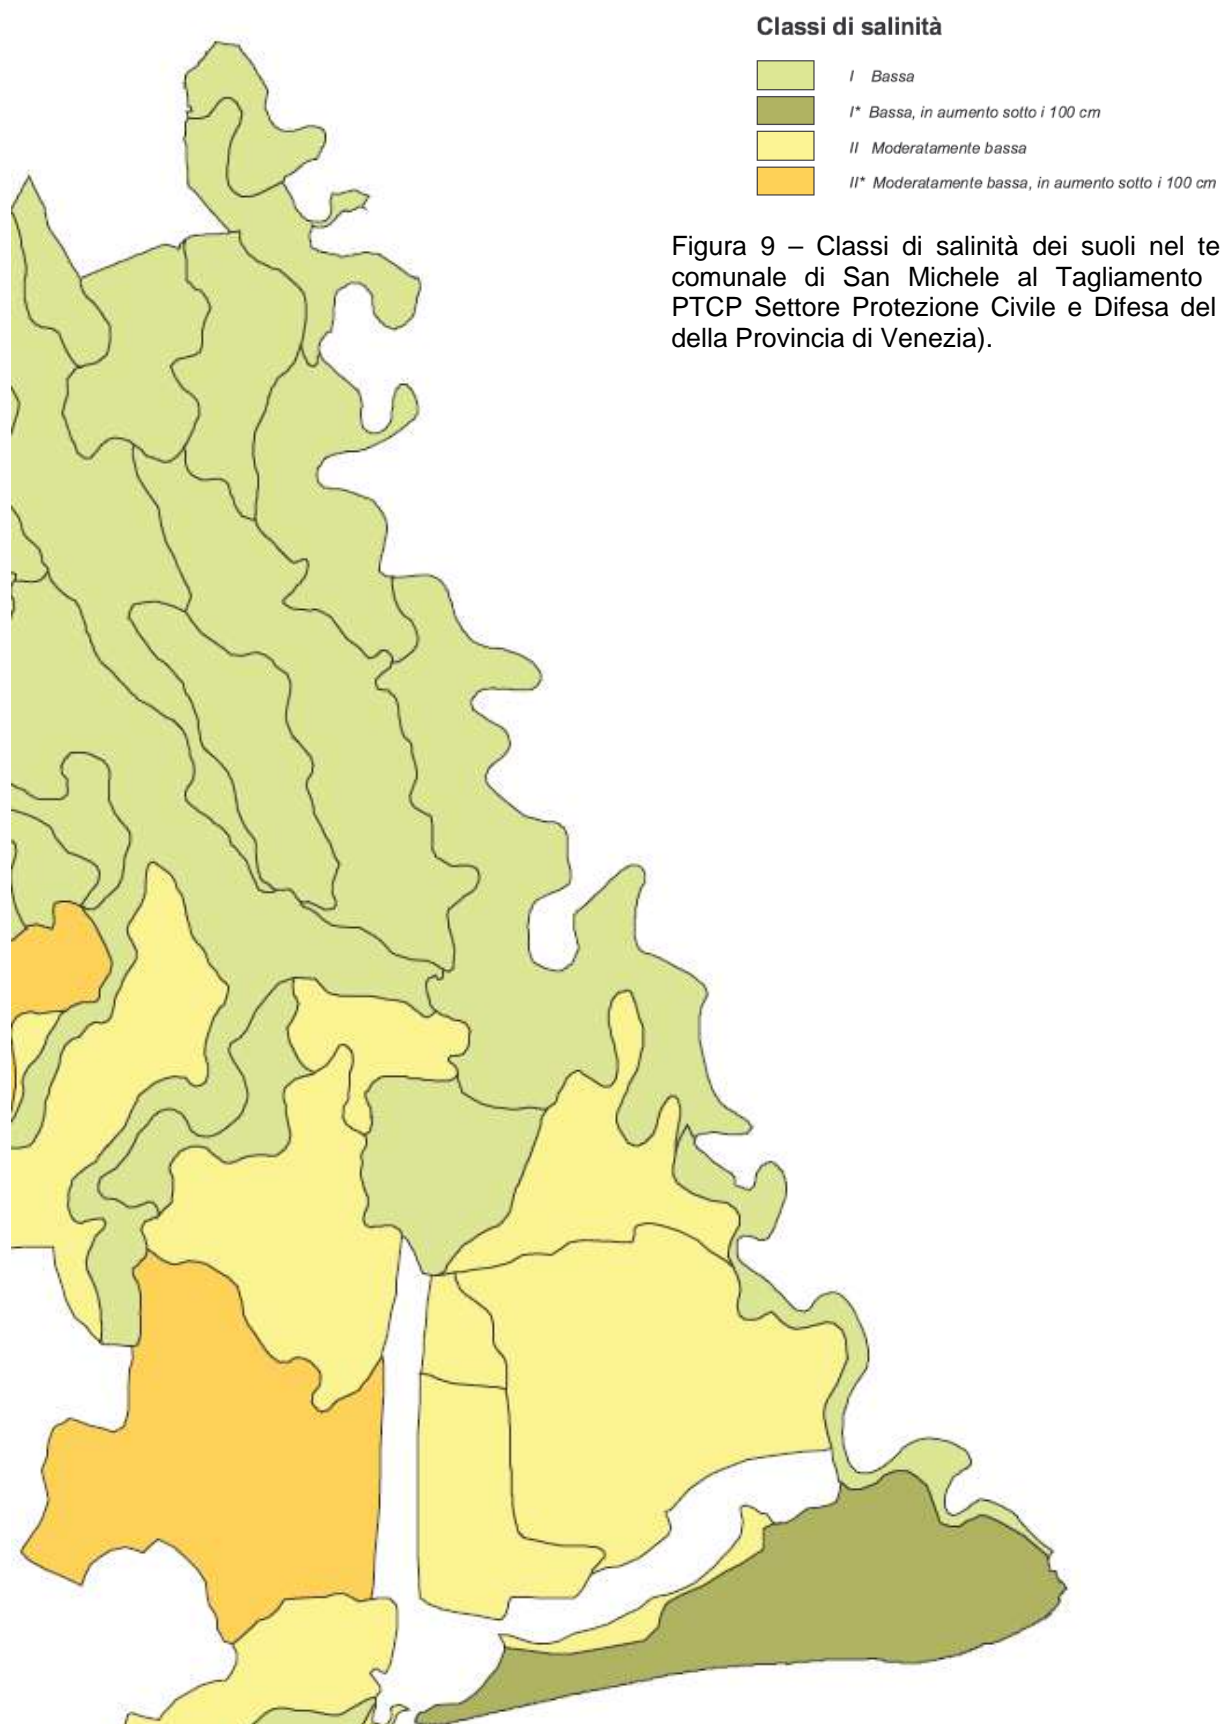 Classi di salinità
I Bassa
I* Bassa, in aumento sotto i 100 cm
II Moderatamente bassa
II* Moderatamente bassa, in aumento sotto i 100 cm
Figura 9 – Classi di salinità dei suoli nel te
comunale di San Michele al Tagliamento
PTCP Settore Protezione Civile e Difesa del
della Provincia di Venezia).